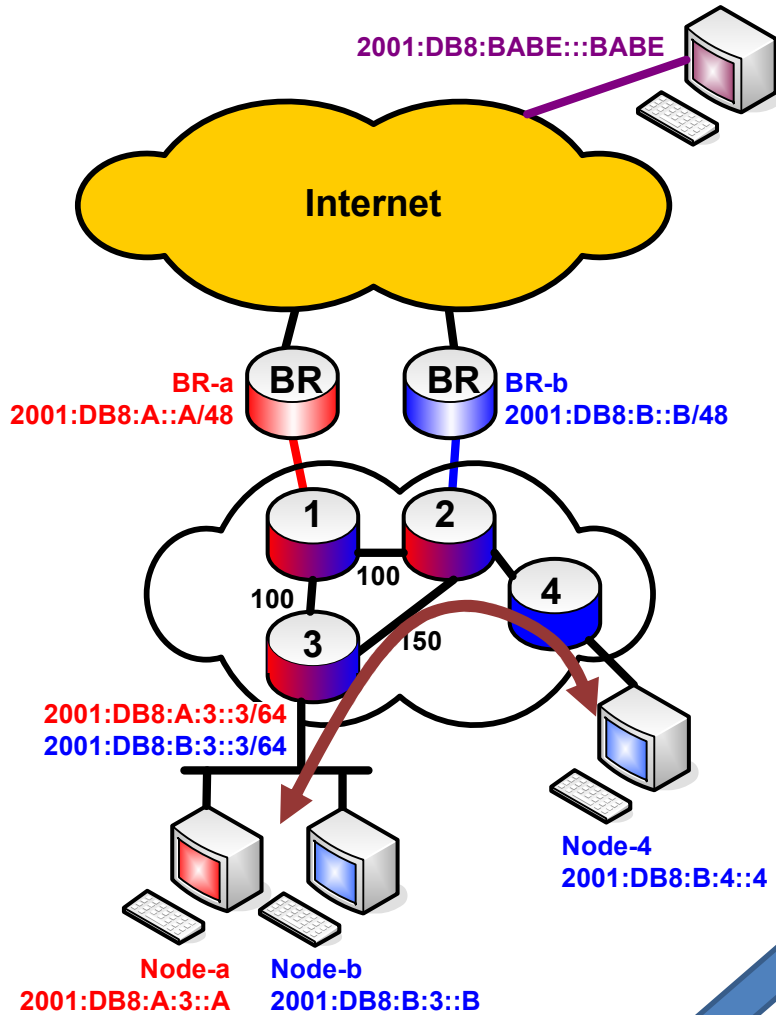 2001:DB8:BABE:::BABE
Internet
BR
BR
BR-a
2001:DB8:A::A/48
BR-b
2001:DB8:B::B/48
1
2
100
4
100
3
150
2001:DB8:A:3::3/64
2001:DB8:B:3::3/64
Node-4
2001:DB8:B:4::4
Node-a
2001:DB8:A:3::A
Node-b
2001:DB8:B:3::B